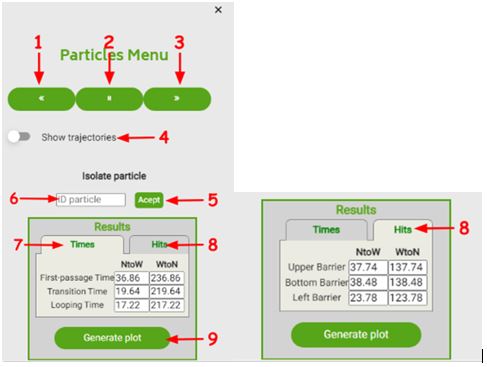 ×
1 2 3
Particles Menu
« ⏸ »
Show trajectories 4
Isolate particle
6 ID particle Acept 5
Results
7 Times Hits 8
NtoW WtoN
First-passage Time 36.86 236.86
Transition Time 19.64 219.64
Looping Time 17.22 217.22
Generate plot 9
Results
Times Hits 8
NtoW WtoN
Upper Barrier 37.74 137.74
Bottom Barrier 38.48 138.48
Left Barrier 23.78 123.78
Generate plot